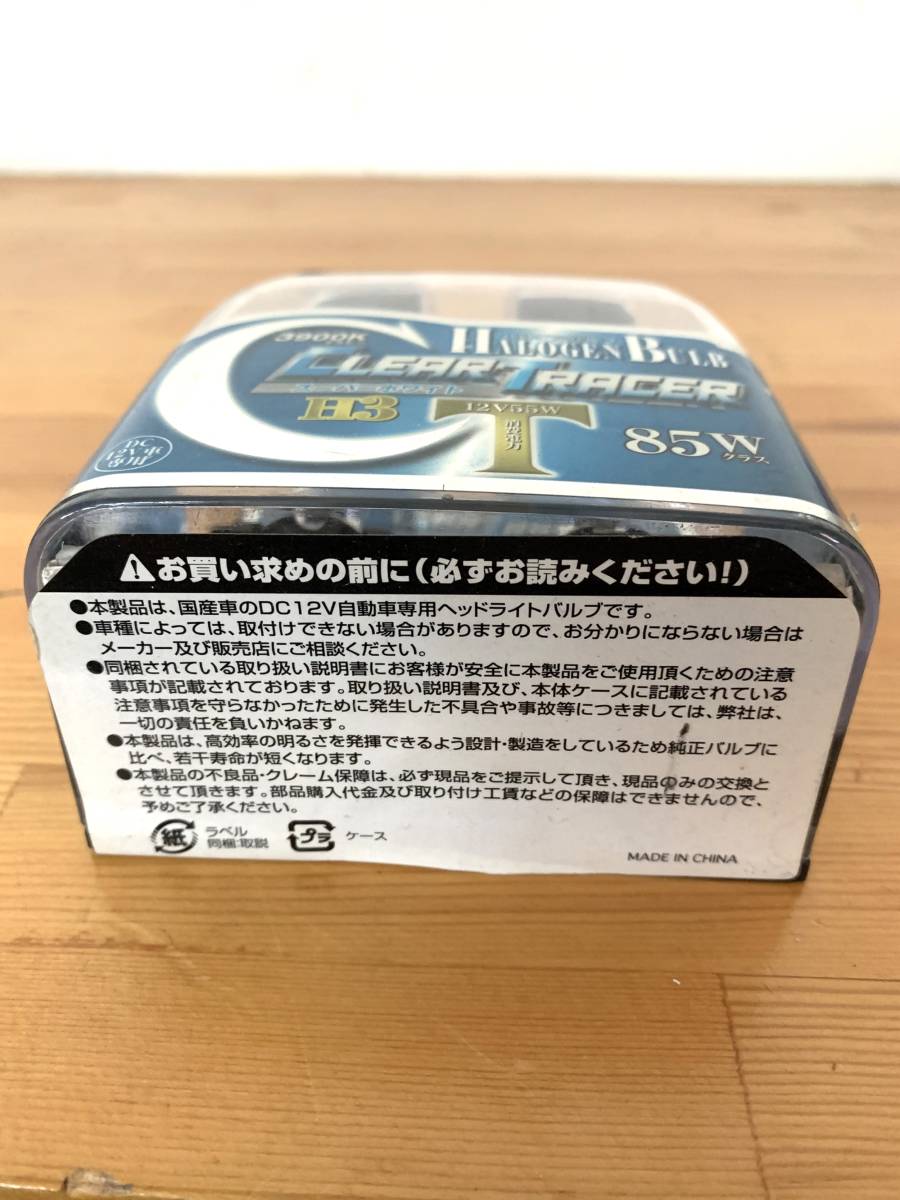 HALOGEN BULB
3900K
CLEAR TRACER
スーパーホワイト
H3
12V55W
消費電力
85Wクラス
DC
12V車
専用
⚠お買い求めの前に(必ずお読みください!)
●本製品は、国産車のDC12V自動車専用ヘッドライトバルブです。
●車種によっては、取付けできない場合がありますので、お分かりにならない場合は
メーカー及び販売店にご相談ください。
●同梱されている取り扱い説明書にお客様が安全に本製品をご使用頂くための注意
事項が記載されております。取り扱い説明書及び、本体ケースに記載されている
注意事項を守らなかったために発生した不具合や事故等につきましては、弊社は、
一切の責任を負いかねます。
●本製品は、高効率の明るさを発揮できるよう設計・製造をしているため純正バルブに
比べ、若干寿命が短くなります。
●本製品の不良品・クレーム保障は、必ず現品をご提示して頂き、現品のみの交換と
させて頂きます。部品購入代金及び取り付け工賃などの保障はできませんので、
予めご了承ください。
紙 ラベル
同梱:取説
プラ ケース
MADE IN CHINA